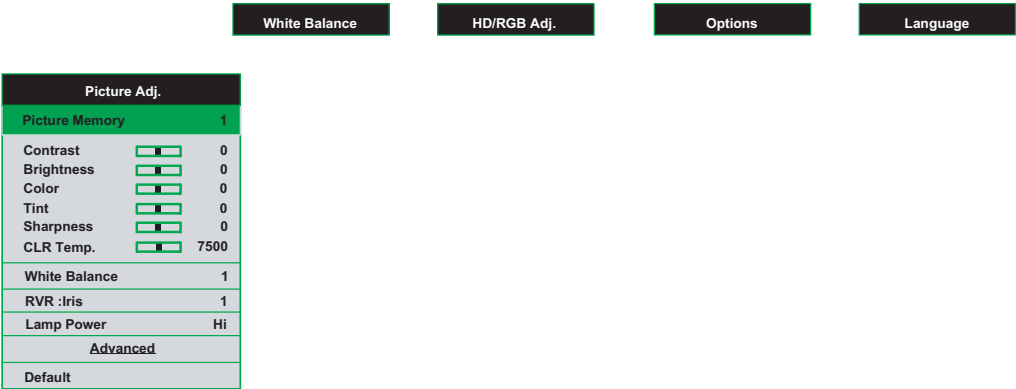 White Balance HD/RGB Adj. Options Language
Picture Adj.
Picture Memory 1
Contrast 0
Brightness 0
Color 0
Tint 0
Sharpness 0
CLR Temp. 7500
White Balance 1
RVR :Iris 1
Lamp Power Hi
Advanced
Default